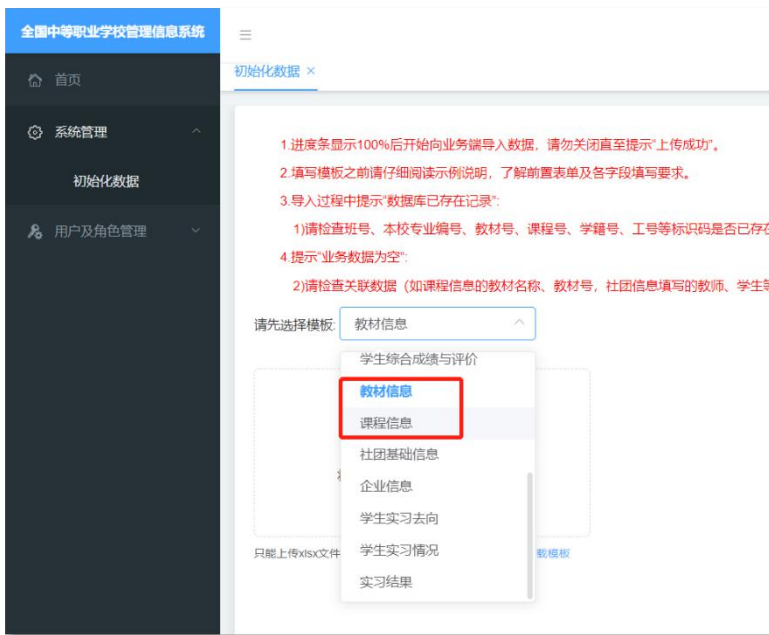 全国中等职业学校管理信息系统
首页
初始化数据 ×
系统管理
初始化数据
用户及角色管理
1.进度条显示100%后开始向业务端导入数据，请勿关闭直至提示“上传成功”。
2.填写模板之前请仔细阅读示例说明，了解前置表单及各字段填写要求。
3.导入过程中提示“数据库已存在记录”:
1)请检查班号、本校专业编号、教材号、课程号、学籍号、工号等标识码是否已存在
4.提示“业务数据为空”:
2)请检查关联数据（如课程信息的教材名称、教材号，社团信息填写的教师、学生等
请先选择模板: 教材信息
学生综合成绩与评价
教材信息
课程信息
社团基础信息
企业信息
学生实习去向
学生实习情况
实习结果
只能上传xlsx文件
载模板